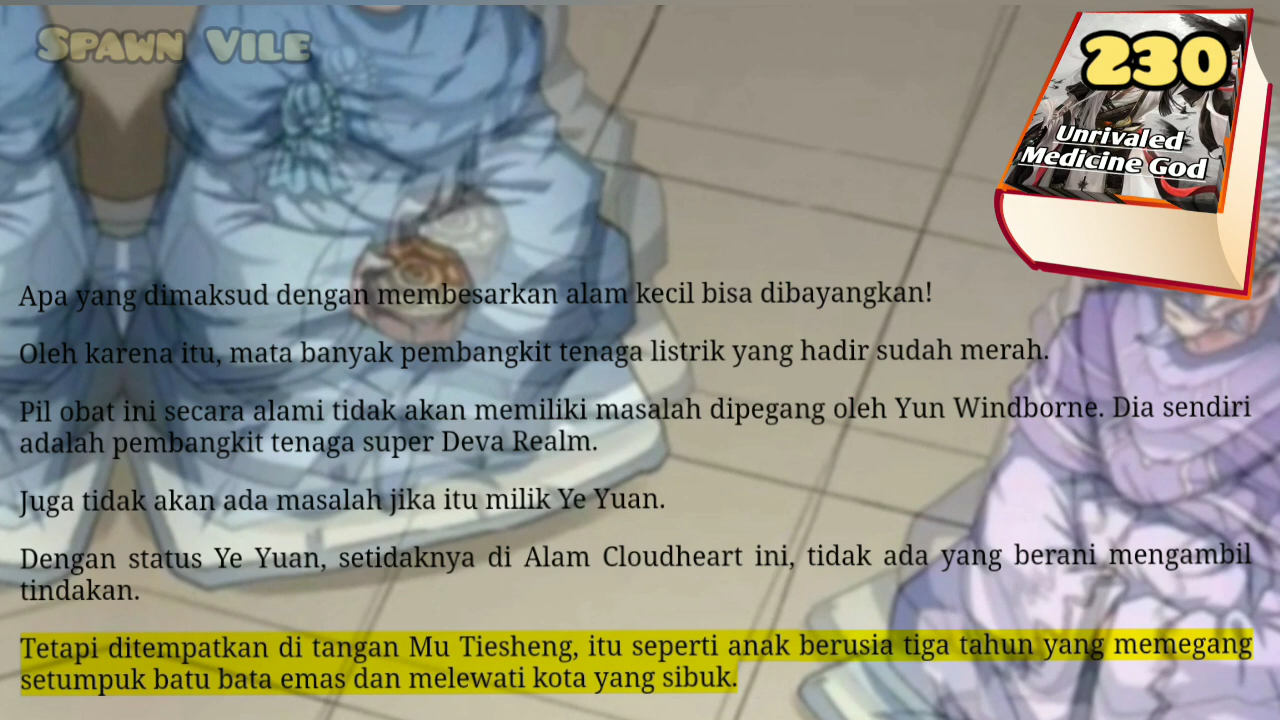 Spawn Vile
230
Unrivaled
Medicine God
Apa yang dimaksud dengan membesarkan alam kecil bisa dibayangkan!
Oleh karena itu, mata banyak pembangkit tenaga listrik yang hadir sudah merah.
Pil obat ini secara alami tidak akan memiliki masalah dipegang oleh Yun Windborne. Dia sendiri
adalah pembangkit tenaga super Deva Realm.
Juga tidak akan ada masalah jika itu milik Ye Yuan.
Dengan status Ye Yuan, setidaknya di Alam Cloudheart ini, tidak ada yang berani mengambil
tindakan.
Tetapi ditempatkan di tangan Mu Tiesheng, itu seperti anak berusia tiga tahun yang memegang
setumpuk batu bata emas dan melewati kota yang sibuk.